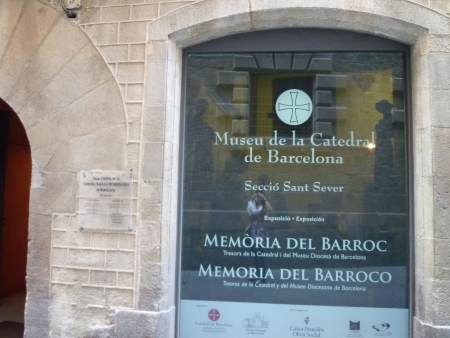 Museu de la Catedral
de Barcelona
Secció Sant Sever
Exposició • Exposición
MEMÒRIA DEL BARROC
Tresors de la Catedral i del Museu Diocesà de Barcelona
MEMORIA DEL BARROCO
Tesoros de la Catedral y del Museo Diocesano de Barcelona
Catedral de Barcelona
Caixa Penedès
Obra Social